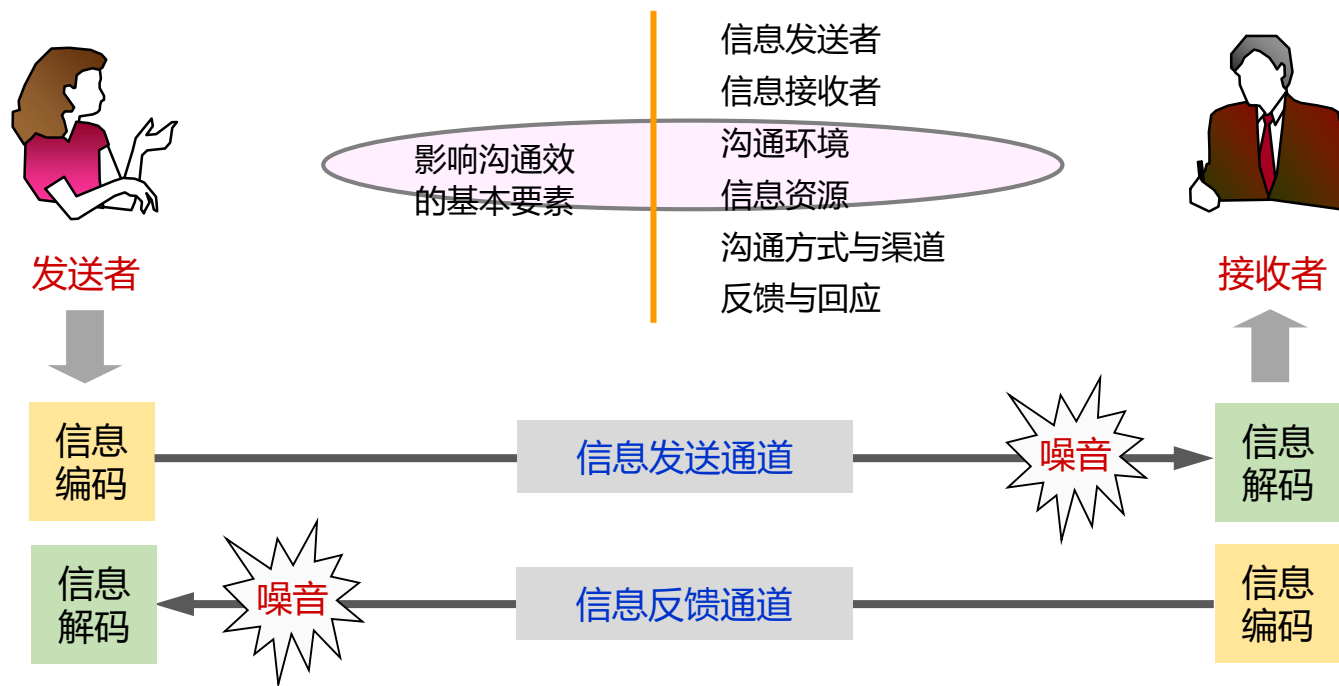 信息发送者
信息接收者
沟通环境
信息资源
沟通方式与渠道
反馈与回应
影响沟通效
的基本要素
发送者
接收者
信息
编码
信息发送通道
噪音
信息
解码
信息
解码
噪音
信息反馈通道
信息
编码